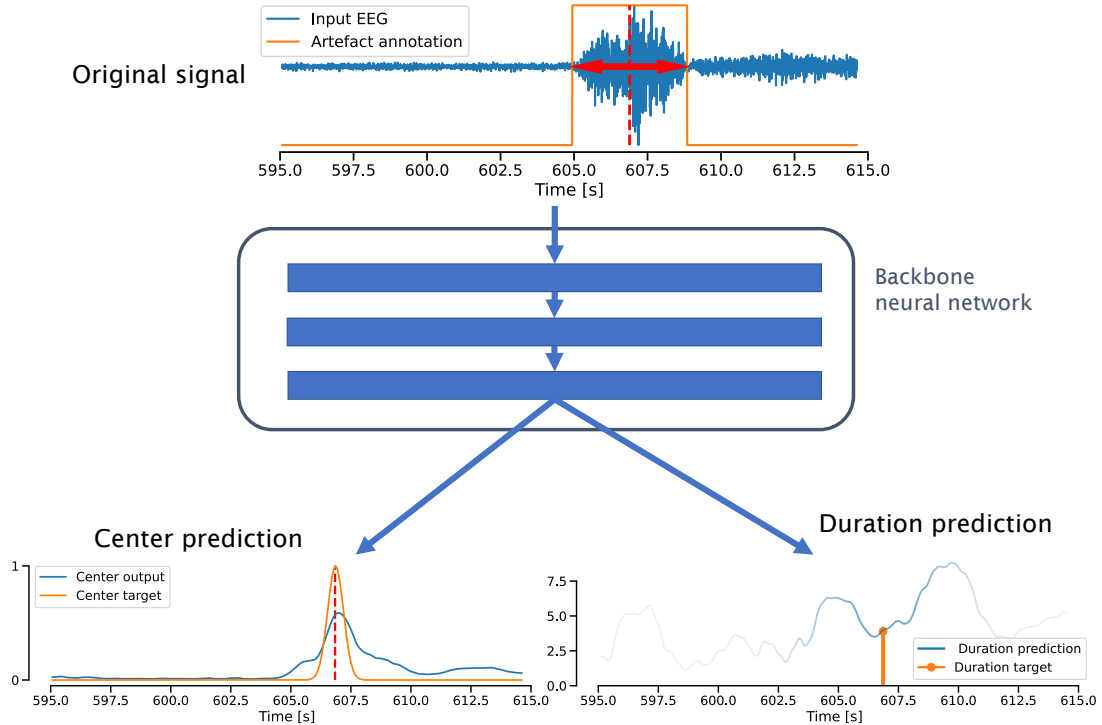 Input EEG
Artefact annotation
Original signal
595.0 597.5 600.0 602.5 605.0 607.5 610.0 612.5 615.0
Time [s]
Backbone
neural network
Center prediction
Duration prediction
1
0
Center output
Center target
595.0 597.5 600.0 602.5 605.0 607.5 610.0 612.5 615.0
Time [s]
7.5
5.0
2.5
0.0
Duration prediction
Duration target
595.0 597.5 600.0 602.5 605.0 607.5 610.0 612.5 615.0
Time [s]